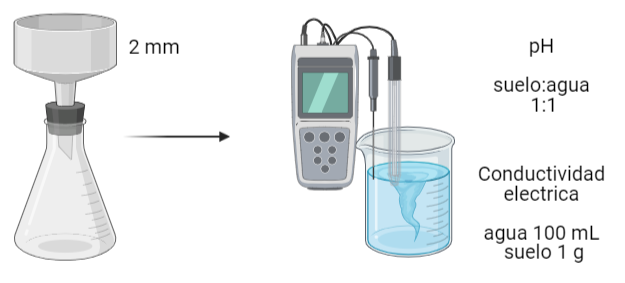 2 mm
pH
suelo:agua
1:1
Conductividad
electrica
agua 100 mL
suelo 1 g